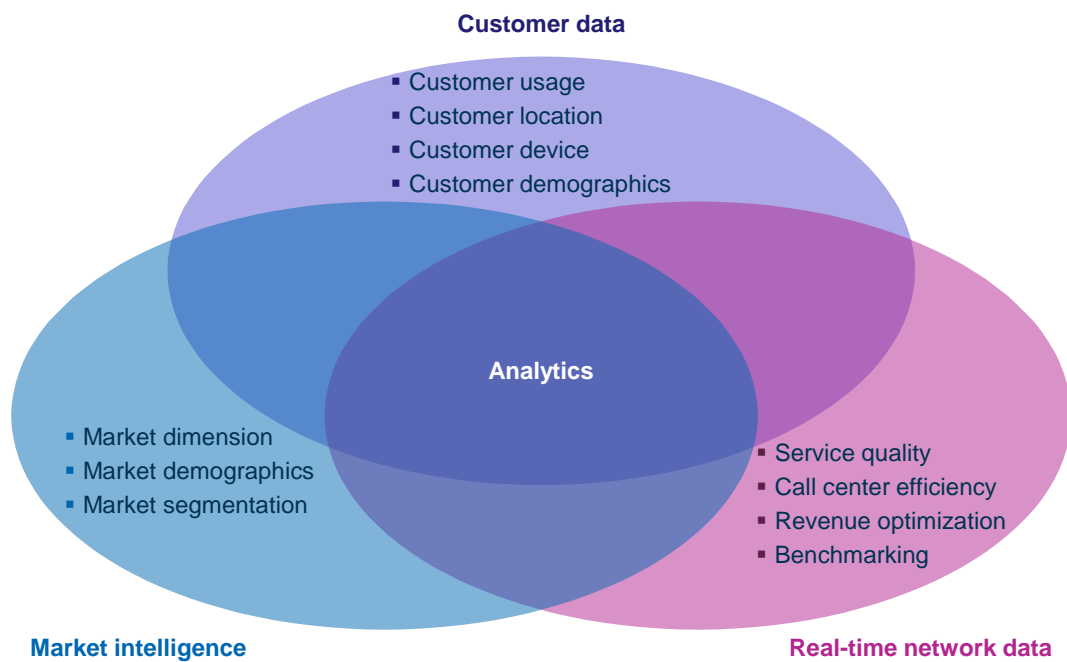 Customer data
▪ Customer usage
▪ Customer location
▪ Customer device
▪ Customer demographics
Analytics
▪ Market dimension
▪ Market demographics
▪ Market segmentation
▪ Service quality
▪ Call center efficiency
▪ Revenue optimization
▪ Benchmarking
Market intelligence
Real-time network data